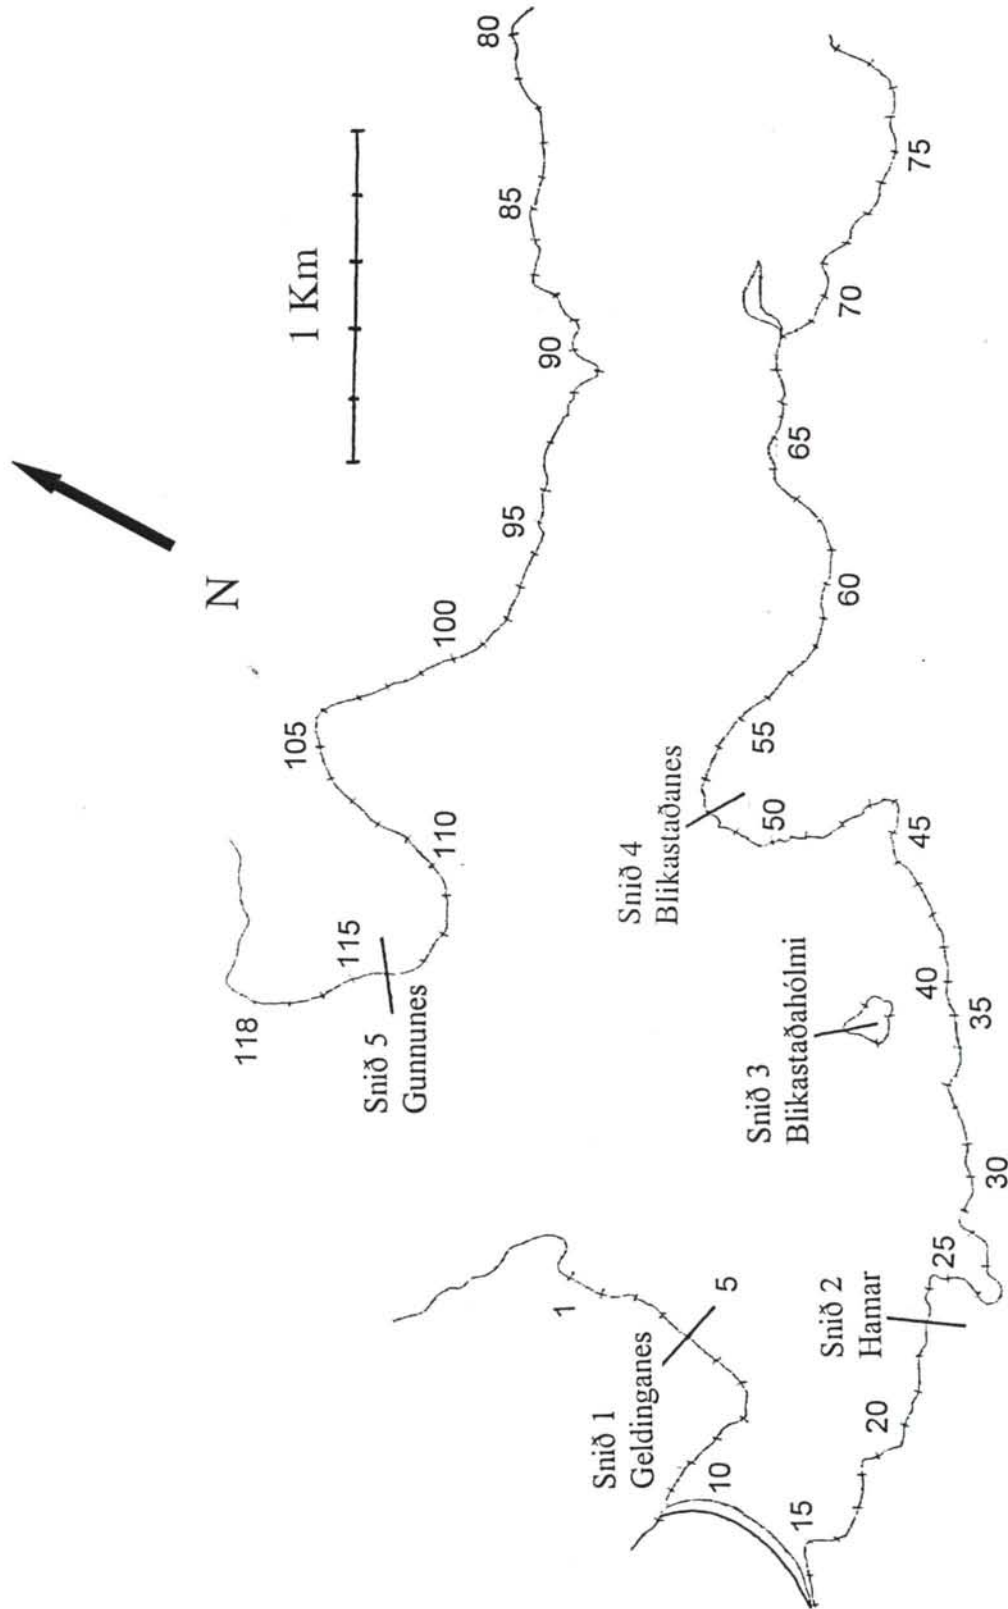 N
1 Km
Snið 1
Geldinganes
Snið 2
Hamar
Snið 3
Blikastaðahólmi
Snið 4
Blikastaðanes
Snið 5
Gunnunes
1
5
10
15
20
25
30
35
40
45
50
55
60
65
70
75
80
85
90
95
100
105
110
115
118